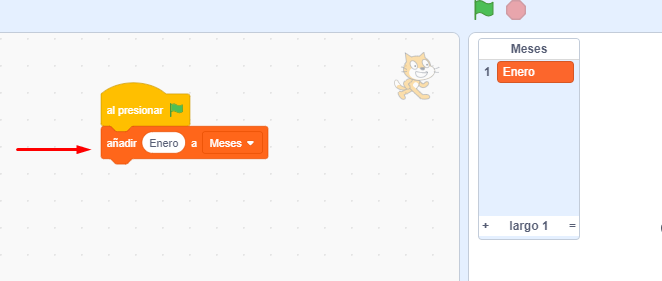 al presionar
añadir Enero a Meses
Meses
1 Enero
+ largo 1 =